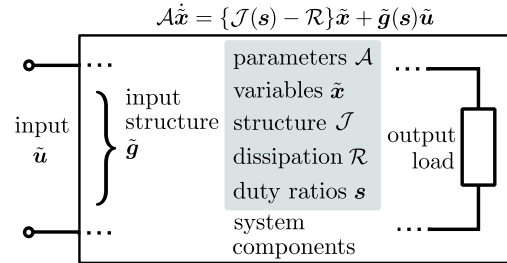 𝒜𝒙̃̇ = {𝒥(𝒔) − ℛ}𝒙̃ + 𝒈̃(𝒔)𝒖̃
input
𝒖̃
input
structure
𝒈̃
parameters 𝒜
variables 𝒙̃
structure 𝒥
dissipation ℛ
duty ratios 𝒔
system
components
output
load